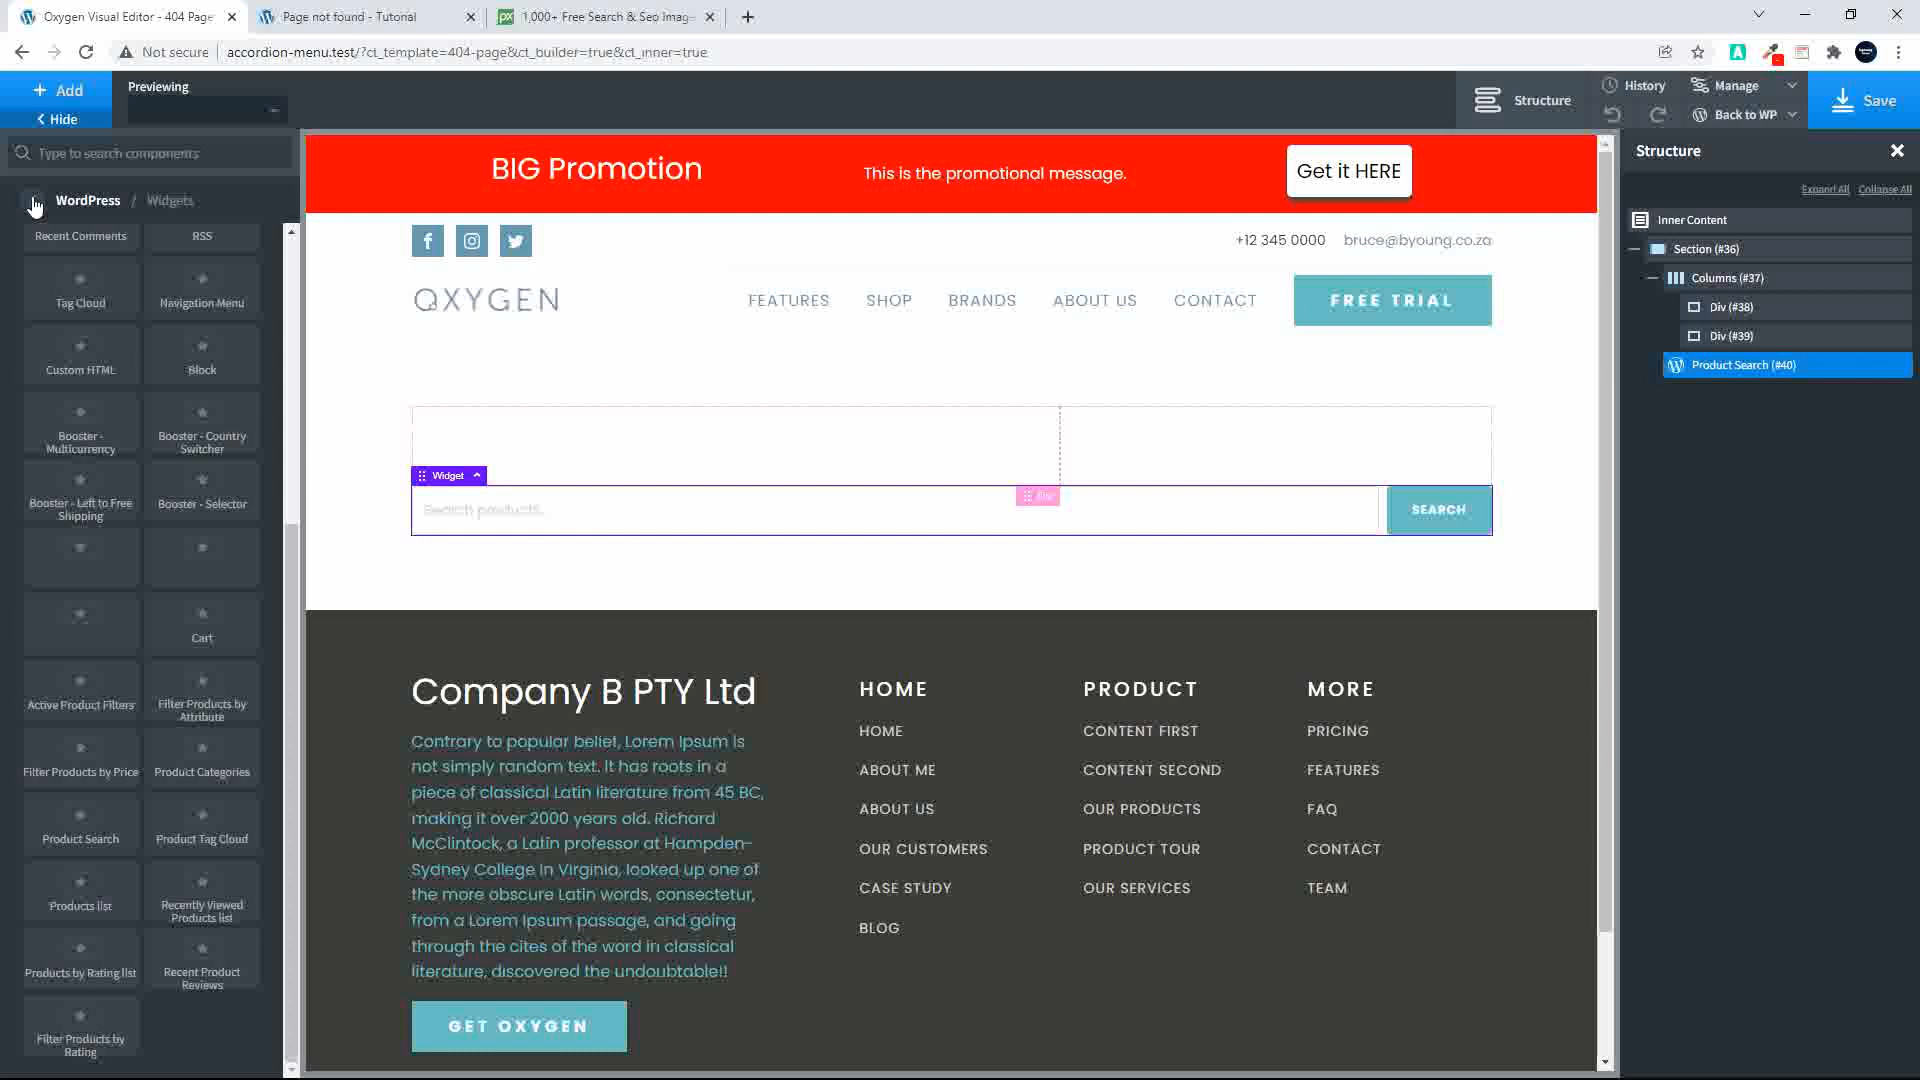 Oxygen Visual Editor - 404 Page
Page not found - Tutorial
1,000+ Free Search & Seo Imag
Not secure
accordion-menu.test/?ct_template=404-page&ct_builder=true&ct_inner=true
+ Add
Previewing
Hide
Structure
History
Manage
Back to WP
Save
Type to search components
WordPress / Widgets
Recent Comments
RSS
Tag Cloud
Navigation Menu
Custom HTML
Block
Booster -
Multicurrency
Booster - Country
Switcher
Booster - Left to Free
Shipping
Booster - Selector
Cart
Active Product Filters
Filter Products by
Attribute
Filter Products by Price
Product Categories
Product Search
Product Tag Cloud
Products list
Recently Viewed
Products list
Products by Rating list
Recent Product
Reviews
Filter Products by
Rating
BIG Promotion
This is the promotional message.
Get it HERE
+12 345 0000
bruce@byoung.co.za
OXYGEN
FEATURES
SHOP
BRANDS
ABOUT US
CONTACT
FREE TRIAL
Widget
Search products...
SEARCH
Company B PTY Ltd
Contrary to popular belief, Lorem Ipsum is
not simply random text. It has roots in a
piece of classical Latin literature from 45 BC,
making it over 2000 years old. Richard
McClintock, a Latin professor at Hampden-
Sydney College in Virginia, looked up one of
the more obscure Latin words, consectetur,
from a Lorem Ipsum passage, and going
through the cites of the word in classical
literature, discovered the undoubtable!!
GET OXYGEN
HOME
HOME
ABOUT ME
ABOUT US
OUR CUSTOMERS
CASE STUDY
BLOG
PRODUCT
CONTENT FIRST
CONTENT SECOND
OUR PRODUCTS
PRODUCT TOUR
OUR SERVICES
MORE
PRICING
FEATURES
FAQ
CONTACT
TEAM
Structure
Expand All
Collapse All
Inner Content
Section (#36)
Columns (#37)
Div (#38)
Div (#39)
Product Search (#40)